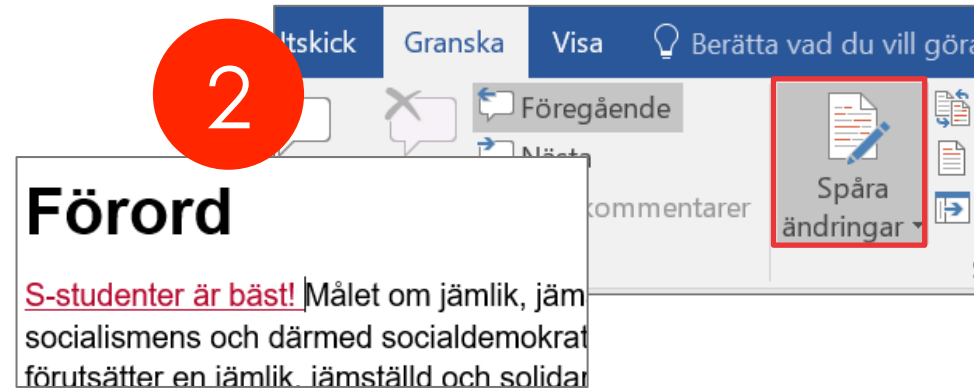 2
Utskick Granska Visa Berätta vad du vill göra
Föregående
Nästa
kommentarer
Spåra
ändringar
Förord
S-studenter är bäst! Målet om jämlik, jäm
socialismens och därmed socialdemokrat
förutsätter en jämlik, jämställd och solidar